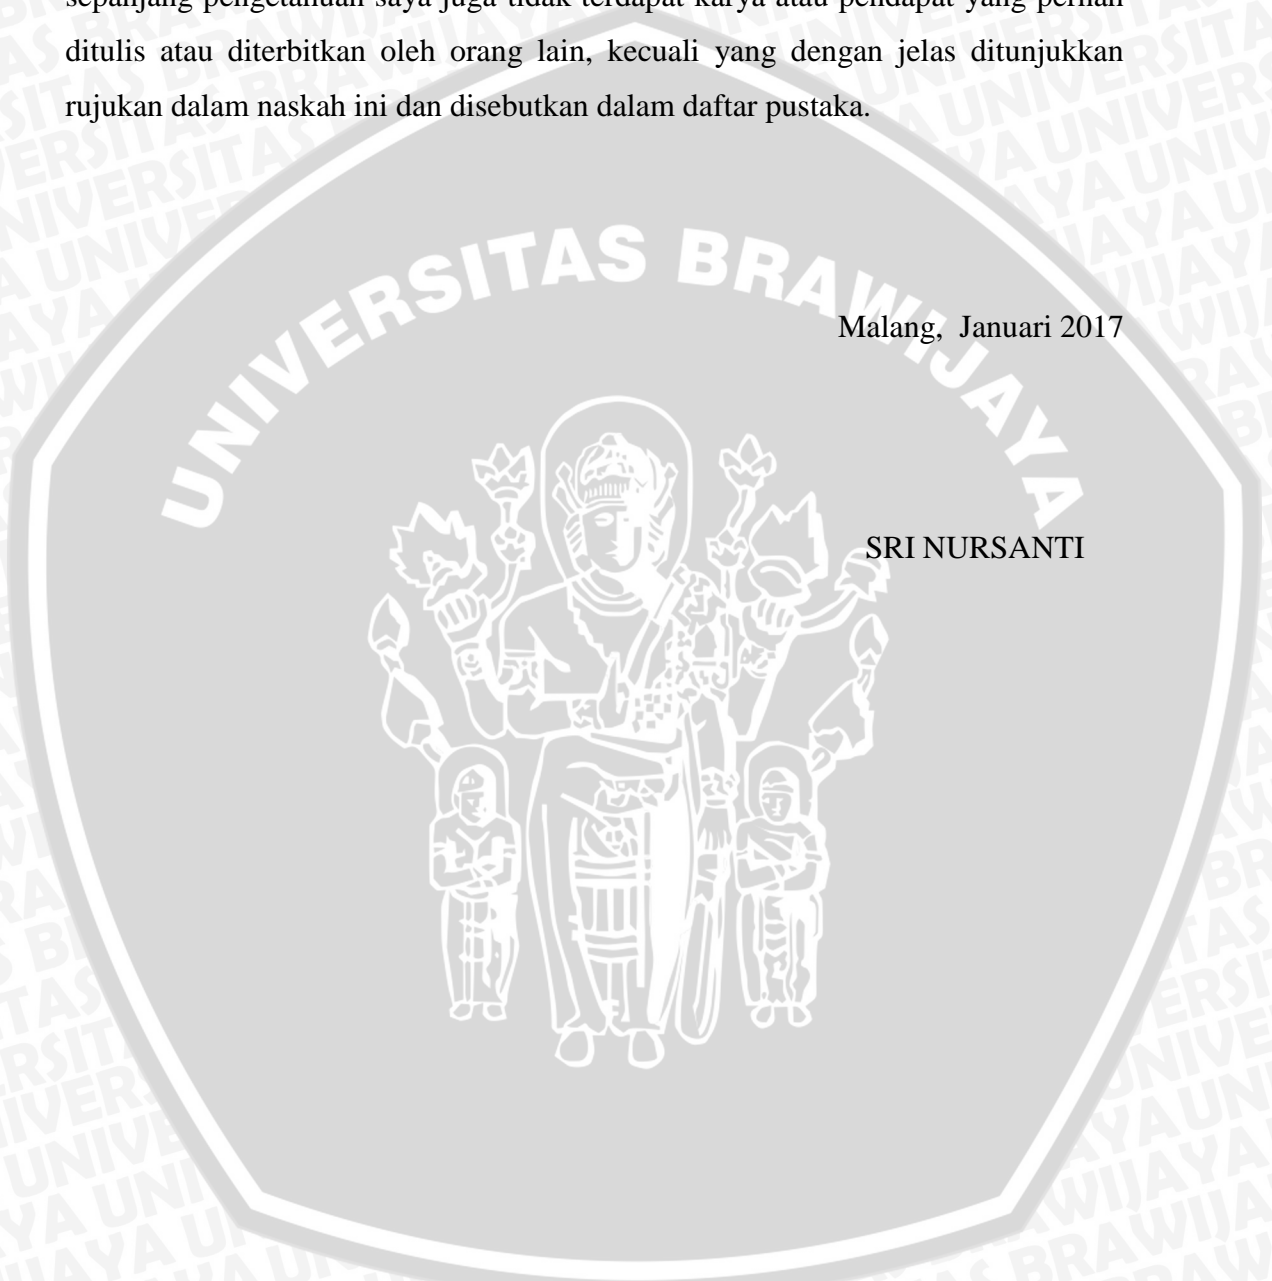 sepanjang pengetahuan saya juga tidak terdapat karya atau pendapat yang pernah
ditulis atau diterbitkan oleh orang lain, kecuali yang dengan jelas ditunjukkan
rujukan dalam naskah ini dan disebutkan dalam daftar pustaka.
UNIVERSITAS BRAWIJAYA
Malang, Januari 2017
SRI NURSANTI